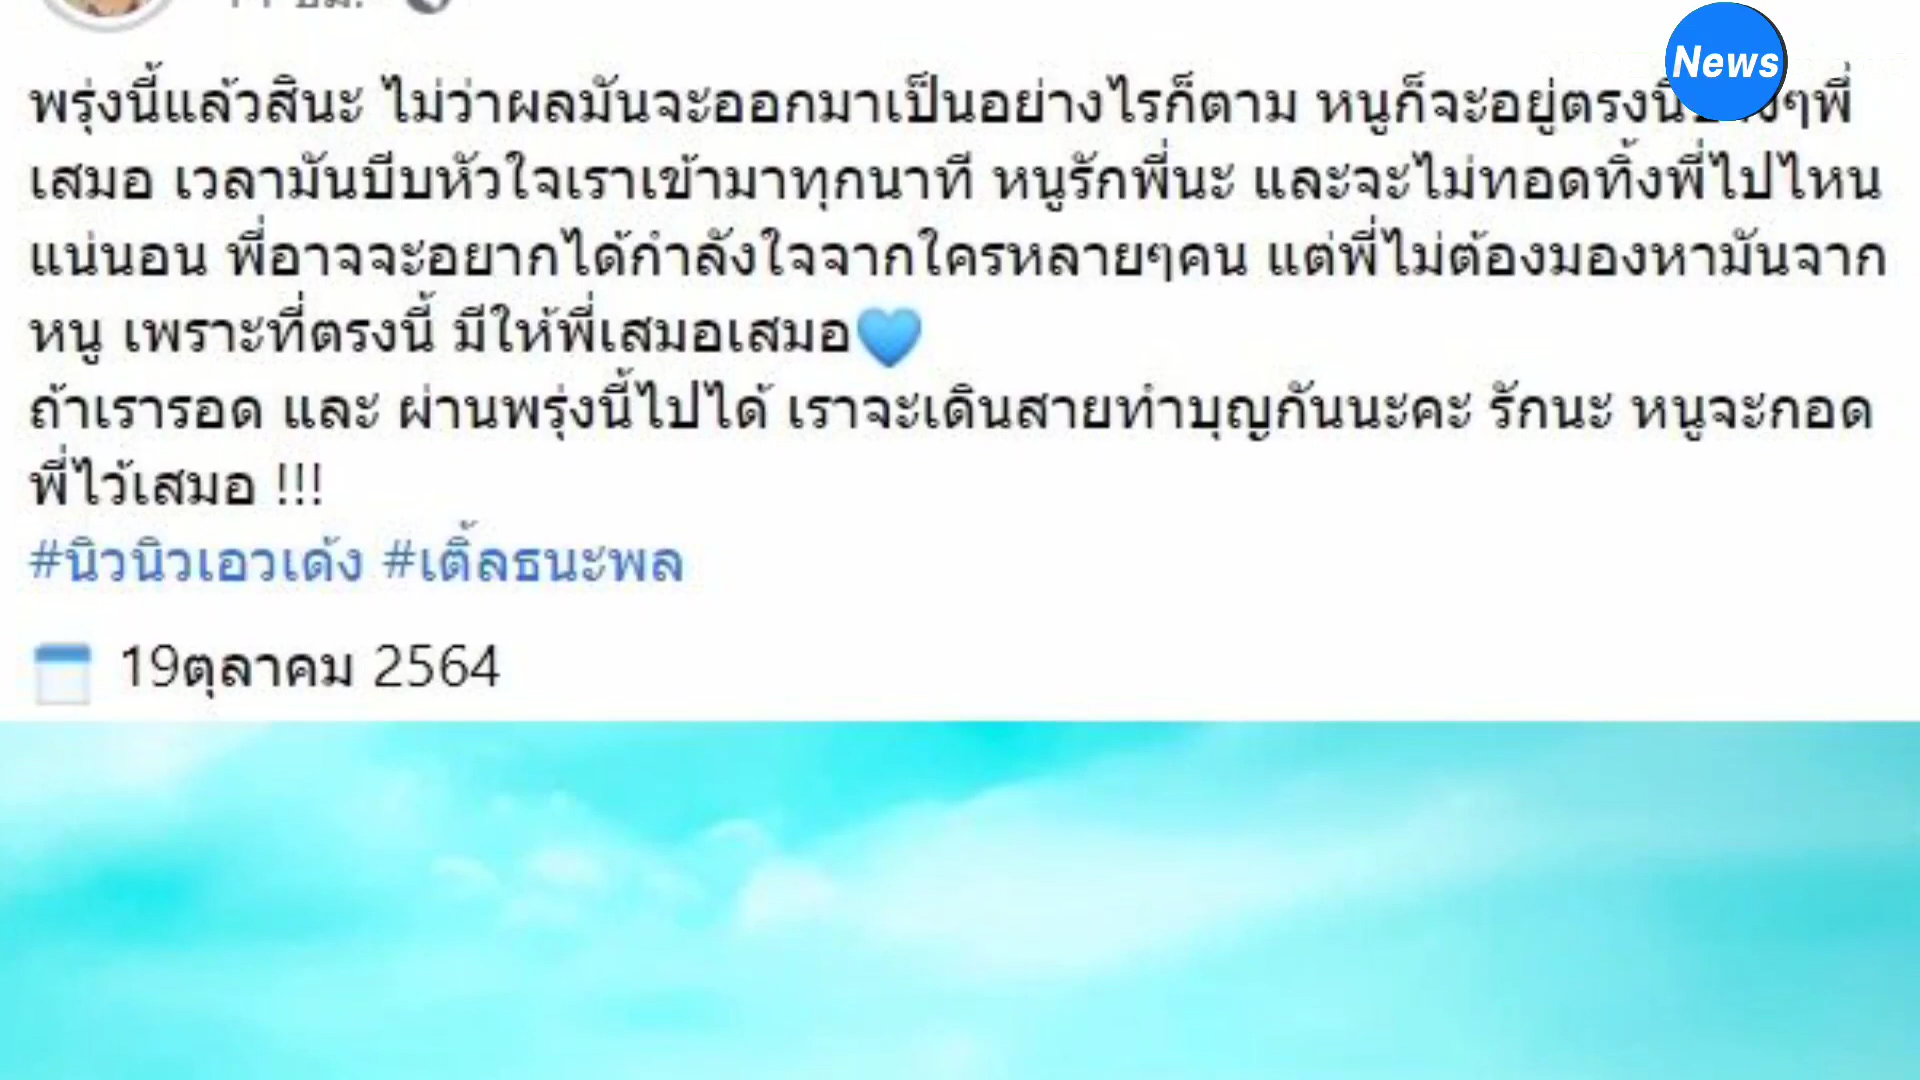 News
พรุ่งนี้แล้วสินะ ไม่ว่าผลมันจะออกมาเป็นอย่างไรก็ตาม หนูก็จะอยู่ตรงนี้ พี่
เสมอ เวลามันบีบหัวใจเราเข้ามาทุกนาที หนูรักพี่นะ และจะไม่ทอดทิ้งพี่ไปไหน
แน่นอน พี่อาจจะอยากได้กำลังใจจากใครหลายๆคน แต่พี่ไม่ต้องมองหามันจาก
หนู เพราะที่ตรงนี้ มีให้พี่เสมอเสมอ💙
ถ้าเรารอด และ ผ่านพรุ่งนี้ไปได้ เราจะเดินสายทำบุญกันนะคะ รักนะ หนูจะกอด
พี่ไว้เสมอ !!!
#นิวนิวเอวเด้ง #เติ้ลธนะพล
19ตุลาคม 2564